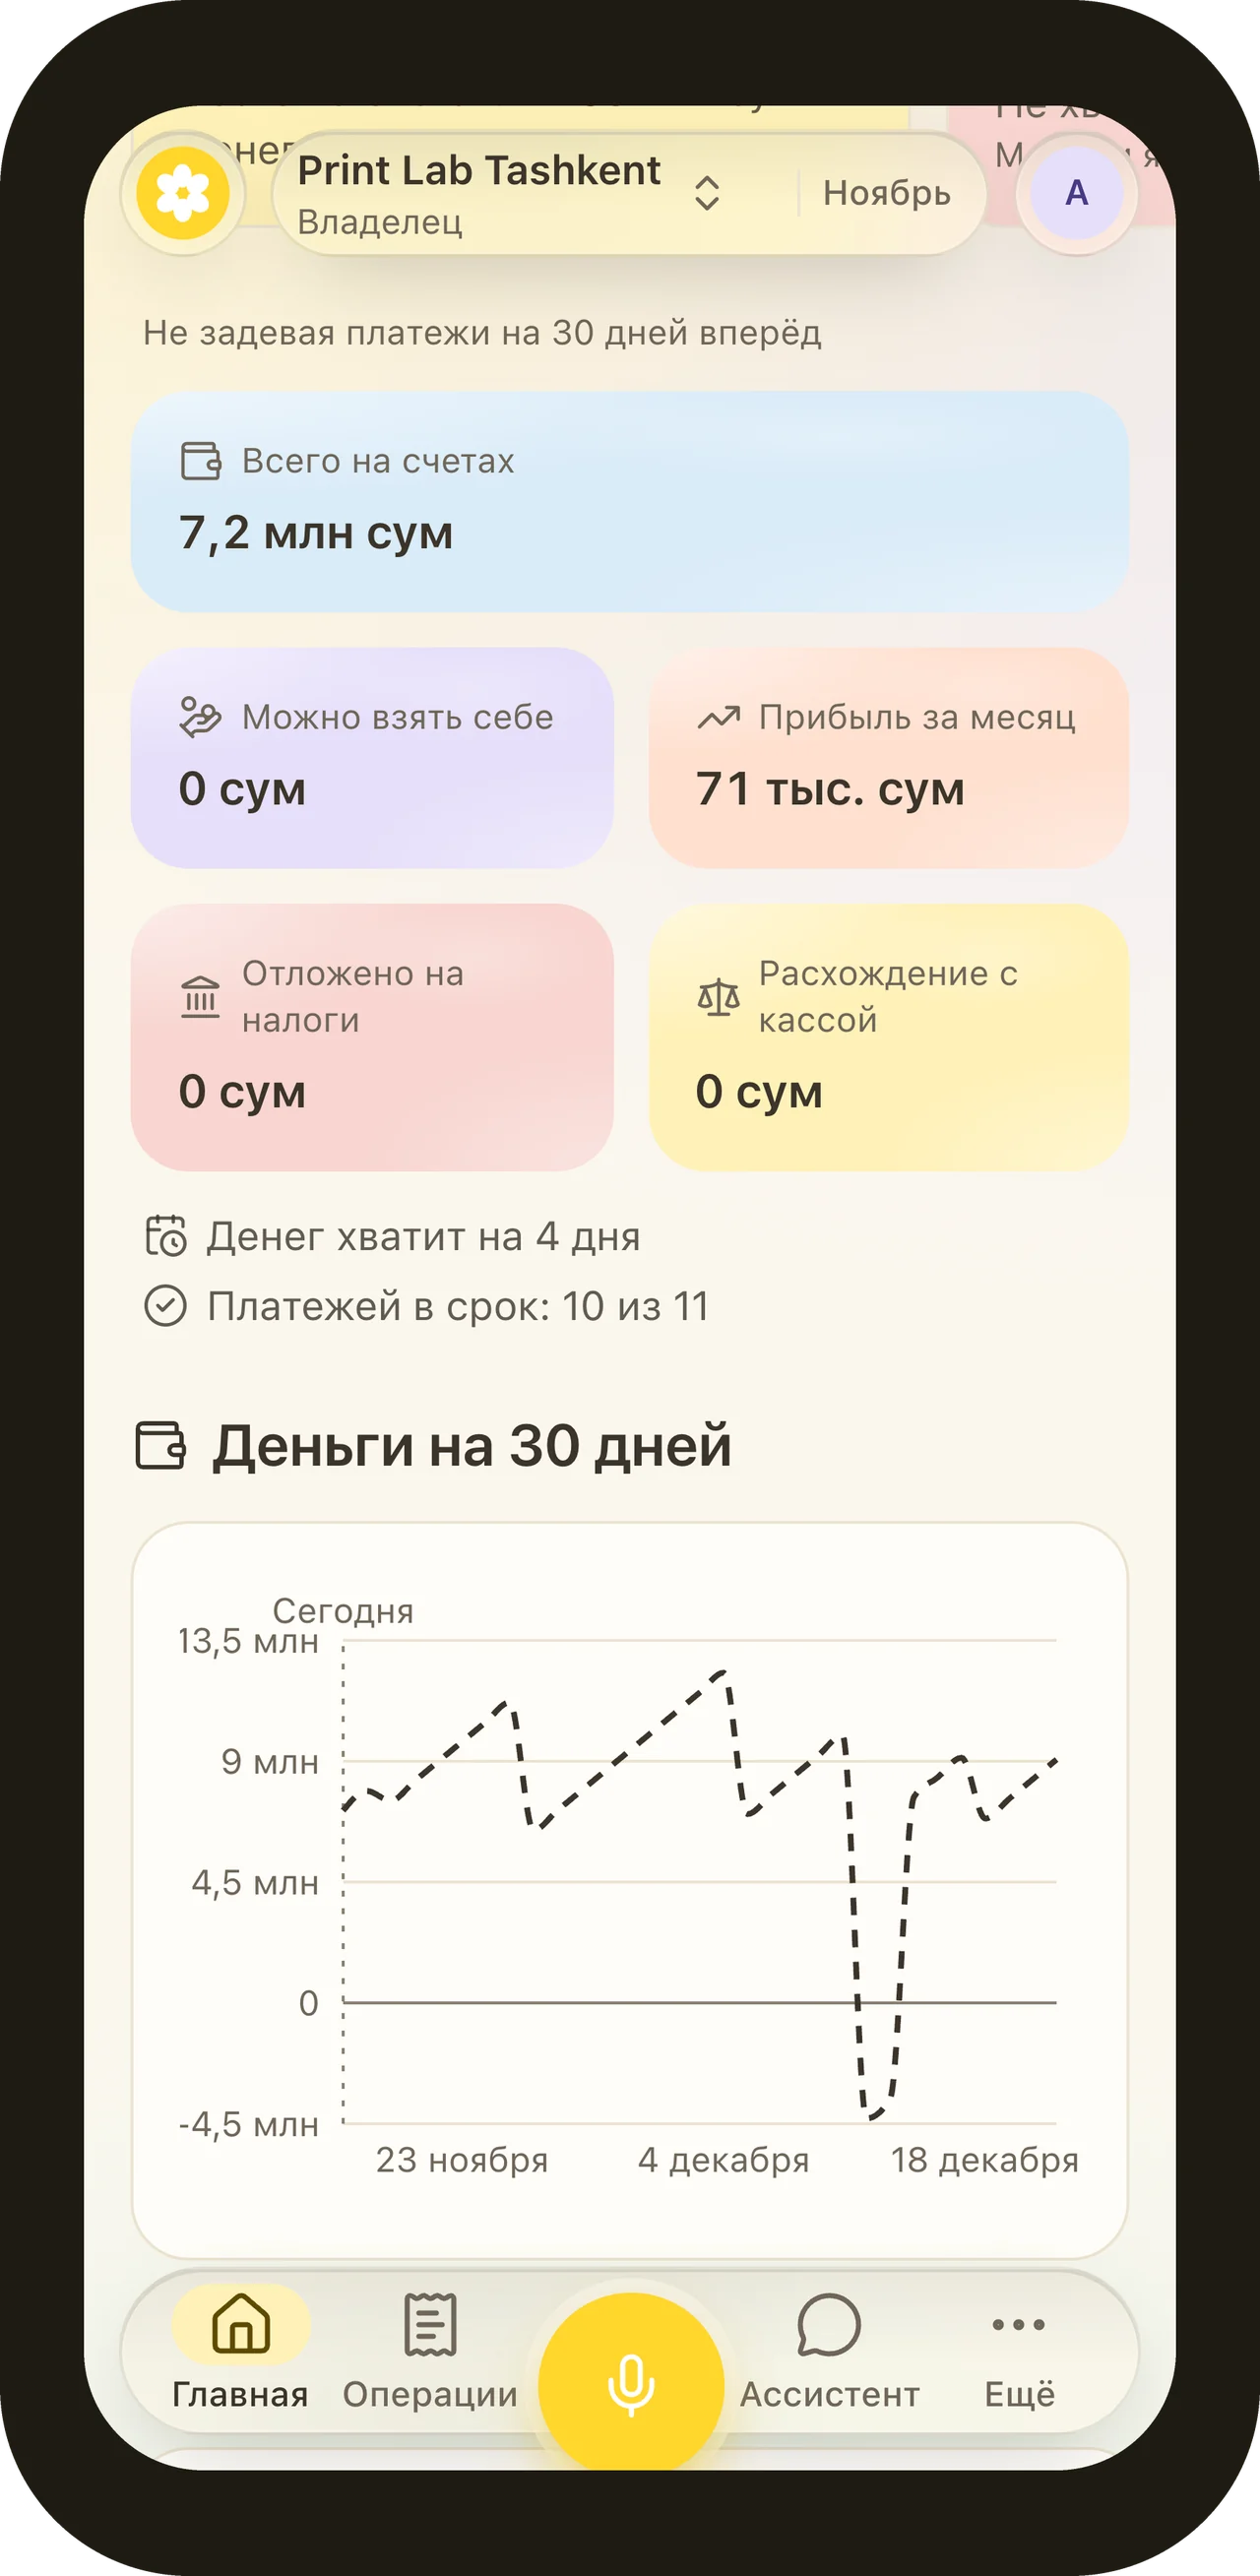 Print Lab Tashkent
Владелец
Ноябрь
А
Не задевая платежи на 30 дней вперёд
Всего на счетах
7,2 млн сум
Можно взять себе
0 сум
Прибыль за месяц
71 тыс. сум
Отложено на
налоги
0 сум
Расхождение с
кассой
0 сум
Денег хватит на 4 дня
Платежей в срок: 10 из 11
Деньги на 30 дней
Сегодня
13,5 млн
9 млн
4,5 млн
0
-4,5 млн
23 ноября
4 декабря
18 декабря
Главная
Операции
Ассистент
Ещё